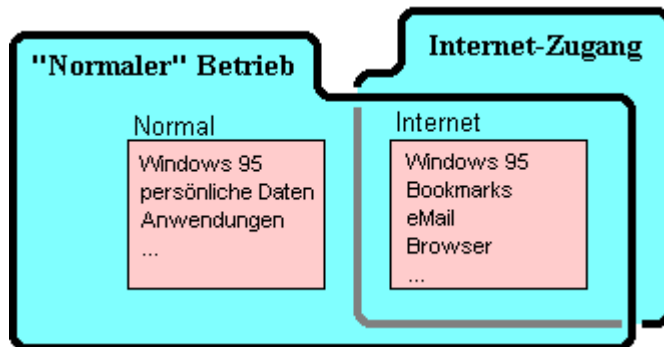 "Normaler" Betrieb
Internet-Zugang
Normal
Windows 95
persönliche Daten
Anwendungen
...
Internet
Windows 95
Bookmarks
eMail
Browser
...